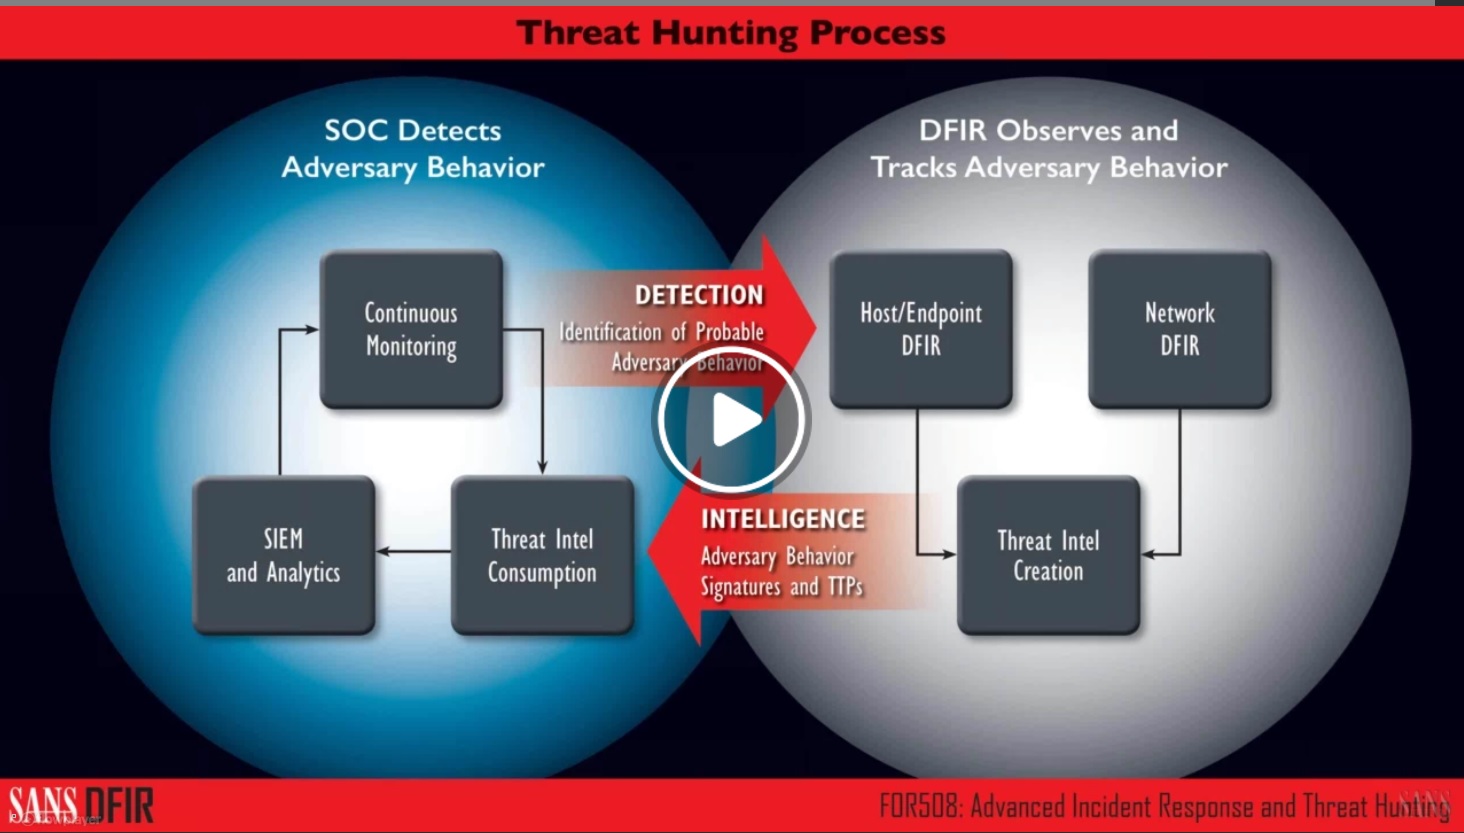 Threat Hunting Process
SOC Detects
Adversary Behavior
DFIR Observes and
Tracks Adversary Behavior
Continuous
Monitoring
DETECTION
Identification of Probable
Adversary Behavior
Host/Endpoint
DFIR
Network
DFIR
SIEM
and Analytics
Threat Intel
Consumption
INTELLIGENCE
Adversary Behavior
Signatures and TTPs
Threat Intel
Creation
SANS DFIR
FOR508: Advanced Incident Response and Threat Hunting
SANS